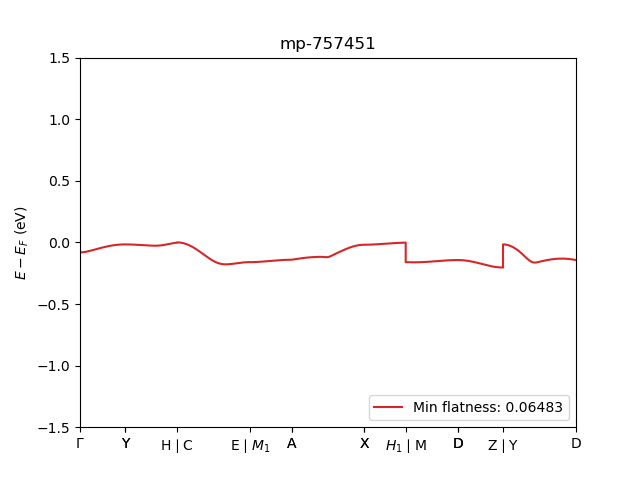 mp-757451
E − E_F (eV)
1.5
1.0
0.5
0.0
−0.5
−1.0
−1.5
Min flatness: 0.06483
Γ Y H | C E | M_1 A X H_1 | M D Z | Y D